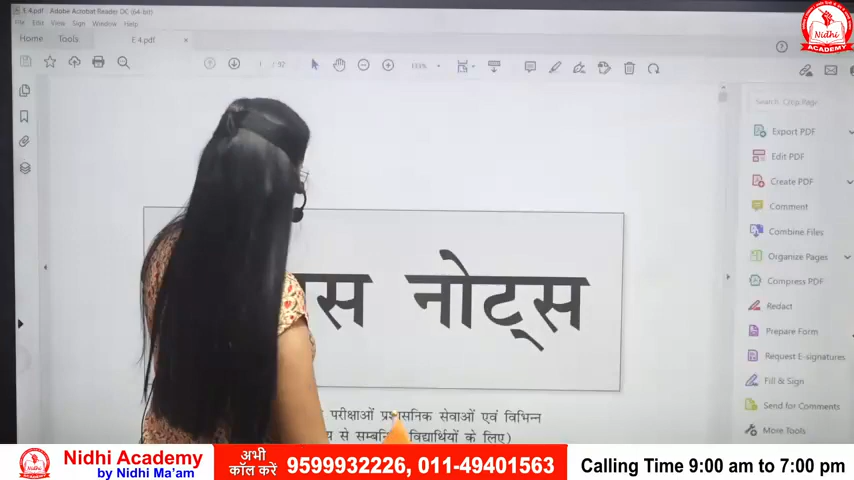 E 4.pdf - Adobe Acrobat Reader DC (64-bit)
File Edit View Sign Window Help
Home Tools E 4.pdf ×
1 / 92
Search
Export PDF
Edit PDF
Create PDF
Comment
Combine Files
Organize Pages
Compress PDF
Redact
Prepare Form
Request E-signatures
Fill & Sign
Send for Comments
More Tools
नोट्स
परीक्षाओं प्रशासनिक सेवाओं एवं विभिन्न
से विद्यार्थियों के लिए)
Nidhi
ACADEMY
Nidhi Academy
by Nidhi Ma'am
अभी
कॉल करें
9599932226, 011-49401563
Calling Time 9:00 am to 7:00 pm